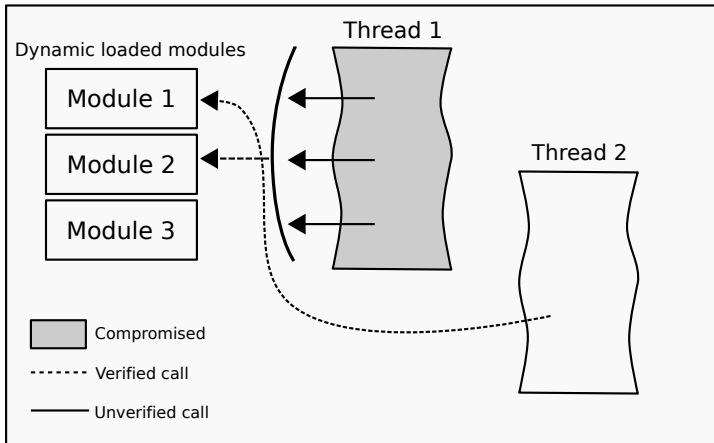 Thread 1
Dynamic loaded modules
Module 1
Module 2
Module 3
Thread 2
Compromised
Verified call
Unverified call